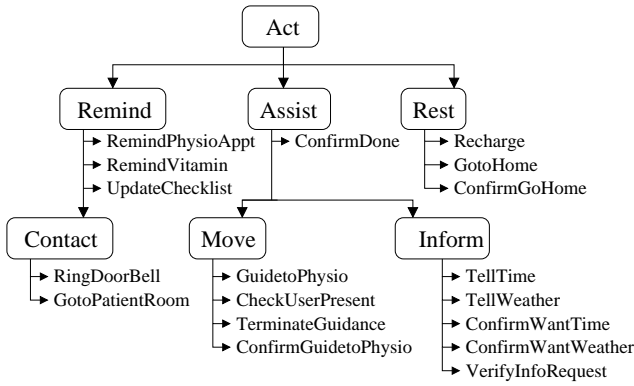 Act
Remind
Assist
Rest
RemindPhysioAppt
RemindVitamin
UpdateChecklist
ConfirmDone
Recharge
GotoHome
ConfirmGoHome
Contact
Move
Inform
RingDoorBell
GotoPatientRoom
GuidetoPhysio
CheckUserPresent
TerminateGuidance
ConfirmGuidetoPhysio
TellTime
TellWeather
ConfirmWantTime
ConfirmWantWeather
VerifyInfoRequest